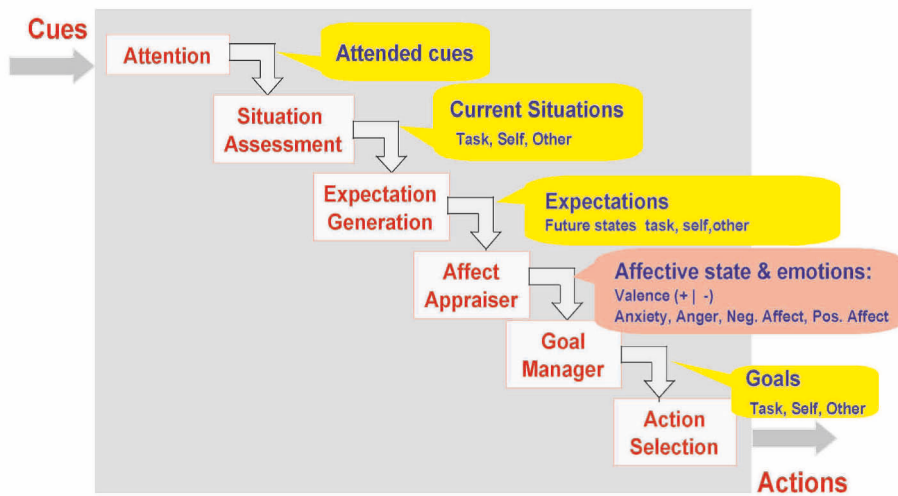 Cues
Attention
Attended cues
Situation
Assessment
Current Situations
Task, Self, Other
Expectation
Generation
Expectations
Future states task, self,other
Affect
Appraiser
Affective state & emotions:
Valence (+ | -)
Anxiety, Anger, Neg. Affect, Pos. Affect
Goal
Manager
Goals
Task, Self, Other
Action
Selection
Actions